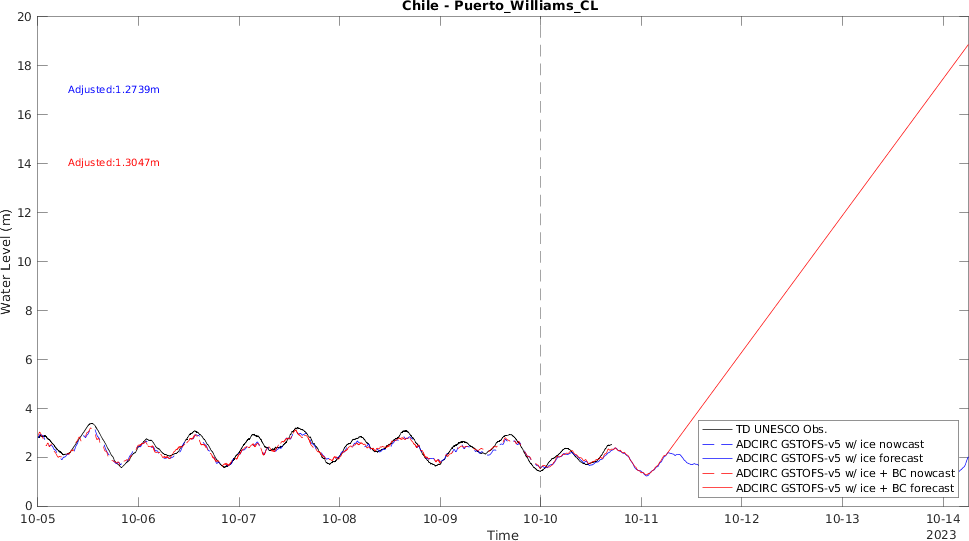 Chile - Puerto_Williams_CL
20
18
16
14
12
10
8
6
4
2
0
Water Level (m)
Adjusted:1.2739m
Adjusted:1.3047m
TD UNESCO Obs.
ADCIRC GSTOFS-v5 w/ ice nowcast
ADCIRC GSTOFS-v5 w/ ice forecast
ADCIRC GSTOFS-v5 w/ ice + BC nowcast
ADCIRC GSTOFS-v5 w/ ice + BC forecast
10-05 10-06 10-07 10-08 10-09 10-10 10-11 10-12 10-13 10-14
2023
Time